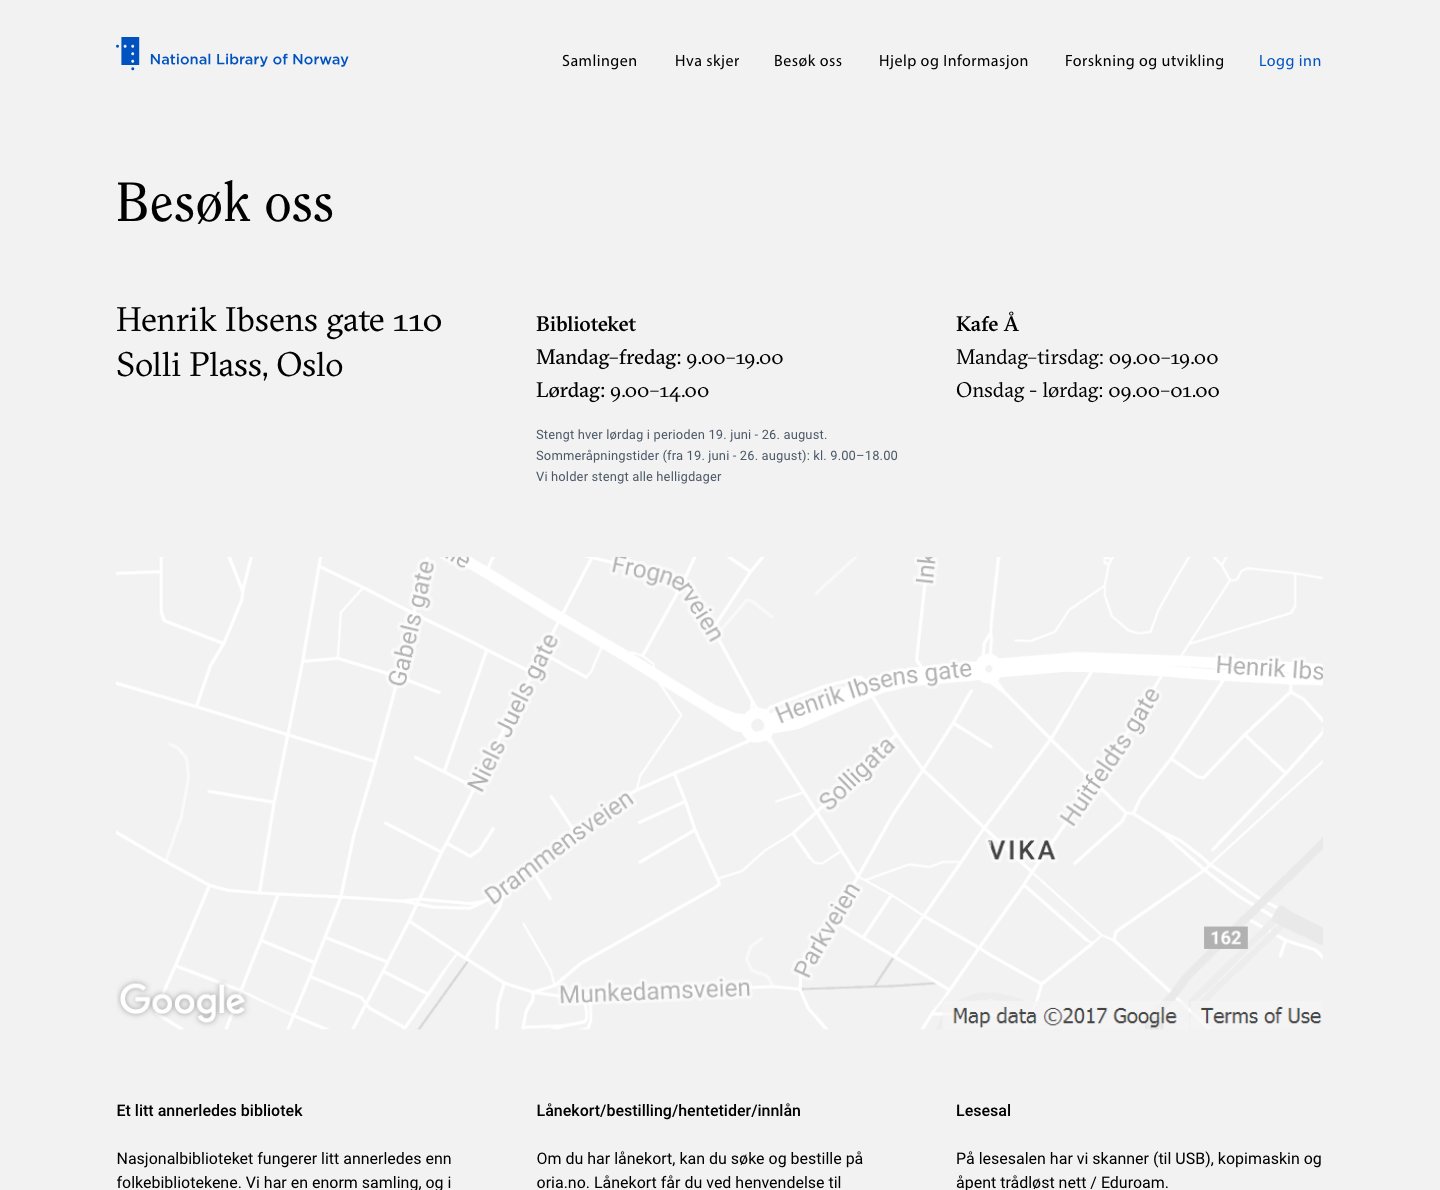 National Library of Norway
Samlingen Hva skjer Besøk oss Hjelp og Informasjon Forskning og utvikling Logg inn
Besøk oss
Henrik Ibsens gate 110
Solli Plass, Oslo
Biblioteket
Mandag–fredag: 9.00–19.00
Lørdag: 9.00–14.00
Stengt hver lørdag i perioden 19. juni - 26. august.
Sommeråpningstider (fra 19. juni - 26. august): kl. 9.00–18.00
Vi holder stengt alle helligdager
Kafe Å
Mandag–tirsdag: 09.00–19.00
Onsdag - lørdag: 09.00–01.00
Gabels gate
Frognerveien
Ink
Niels Juels gate
Henrik Ibsens gate
Henrik Ibs
Huitfeldts gate
Solligata
Drammensveien
VIKA
Parkveien
162
Munkedamsveien
Google
Map data ©2017 Google Terms of Use
Et litt annerledes bibliotek
Nasjonalbiblioteket fungerer litt annerledes enn
folkebibliotekene. Vi har en enorm samling, og i
Lånekort/bestilling/hentetider/innlån
Om du har lånekort, kan du søke og bestille på
oria.no. Lånekort får du ved henvendelse til
Lesesal
På lesesalen har vi skanner (til USB), kopimaskin og
åpent trådløst nett / Eduroam.